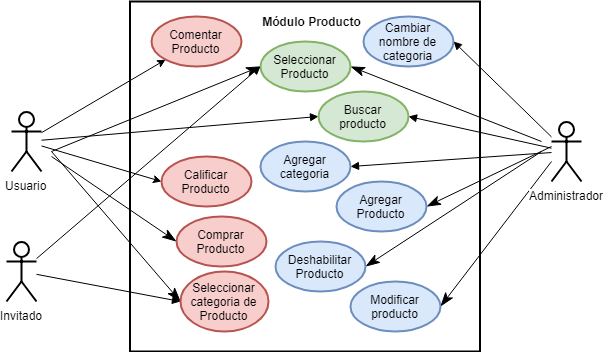 Módulo Producto
Comentar
Producto
Cambiar
nombre de
categoria
Seleccionar
Producto
Buscar
producto
Usuario
Agregar
categoria
Calificar
Producto
Agregar
Producto
Administrador
Comprar
Producto
Deshabilitar
Producto
Invitado
Seleccionar
categoria de
Producto
Modificar
producto